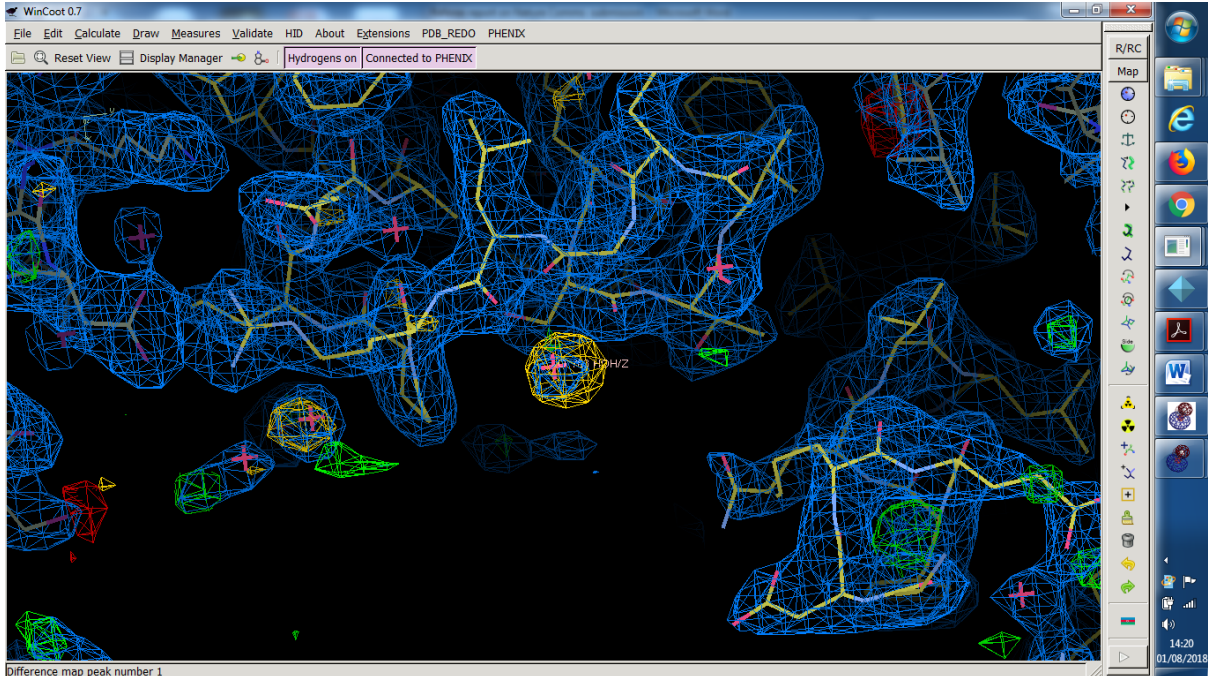 WinCoot 0.7
File Edit Calculate Draw Measures Validate HID About Extensions PDB_REDO PHENIX
Reset View Display Manager Hydrogens on Connected to PHENIX
R/RC
Map
Side
HOH/Z
Difference map peak number 1
14:20
01/08/2018